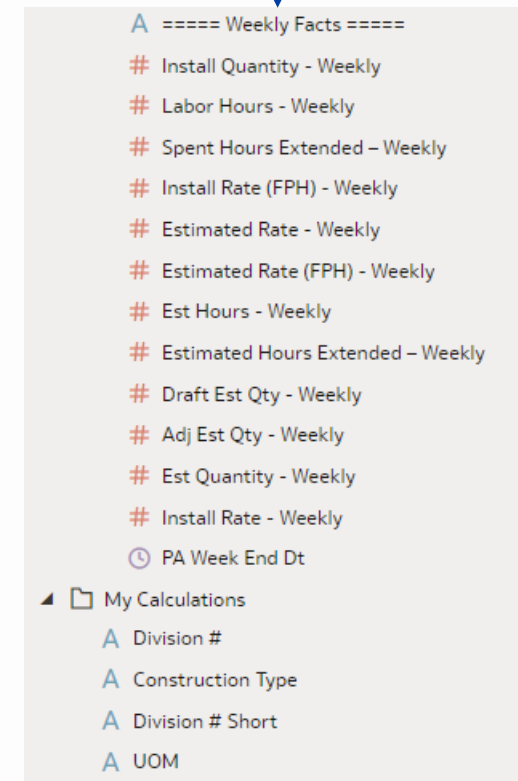 A ===== Weekly Facts =====
# Install Quantity - Weekly
# Labor Hours - Weekly
# Spent Hours Extended – Weekly
# Install Rate (FPH) - Weekly
# Estimated Rate - Weekly
# Estimated Rate (FPH) - Weekly
# Est Hours - Weekly
# Estimated Hours Extended – Weekly
# Draft Est Qty - Weekly
# Adj Est Qty - Weekly
# Est Quantity - Weekly
# Install Rate - Weekly
PA Week End Dt
My Calculations
A Division #
A Construction Type
A Division # Short
A UOM